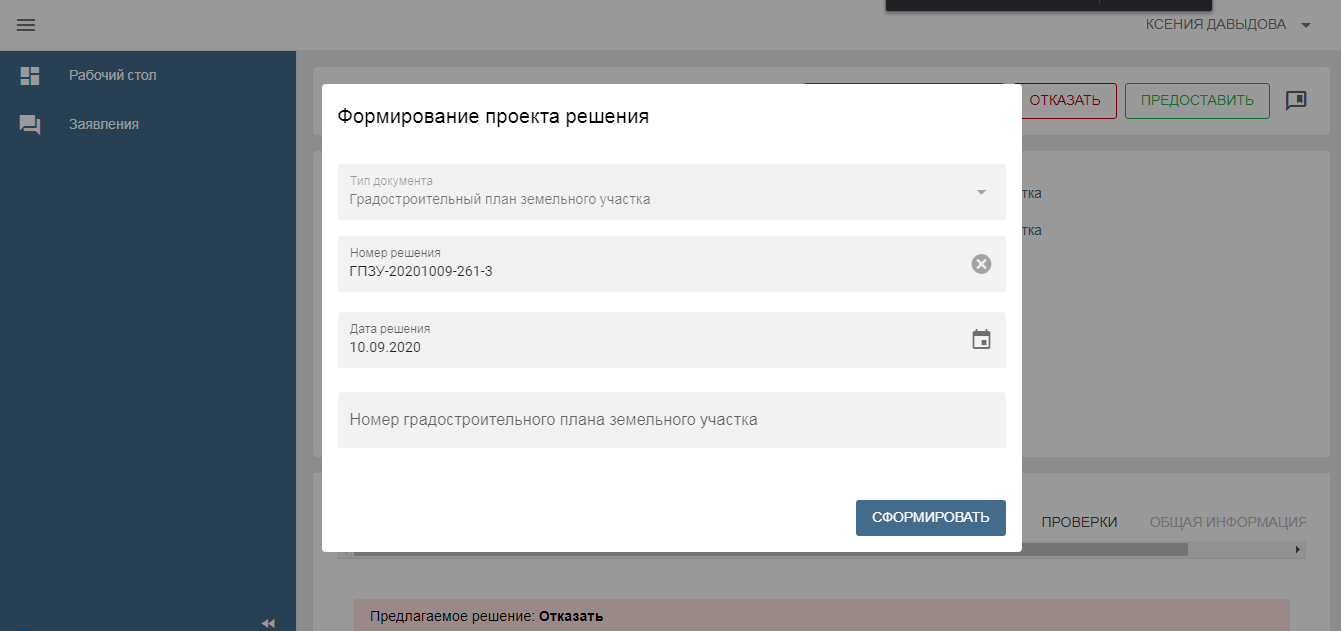 КСЕНИЯ ДАВЫДОВА
Рабочий стол
Заявления
ОТКАЗАТЬ
ПРЕДОСТАВИТЬ
Формирование проекта решения
Тип документа
Градостроительный план земельного участка
тка
тка
Номер решения
ГПЗУ-20201009-261-3
Дата решения
10.09.2020
Номер градостроительного плана земельного участка
СФОРМИРОВАТЬ
ПРОВЕРКИ
ОБЩАЯ ИНФОРМАЦИЯ
Предлагаемое решение: Отказать